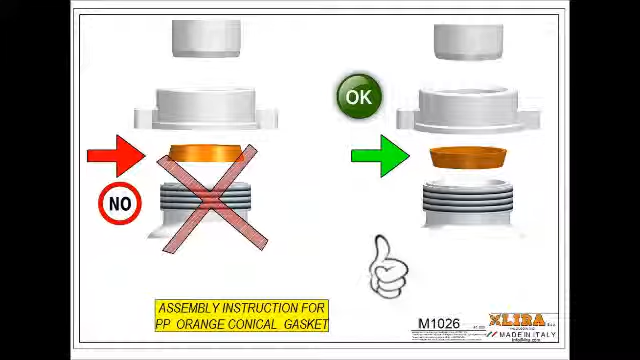 OK
NO
ASSEMBLY INSTRUCTION FOR
PP ORANGE CONICAL GASKET
M1026
LIRA
MADE IN ITALY